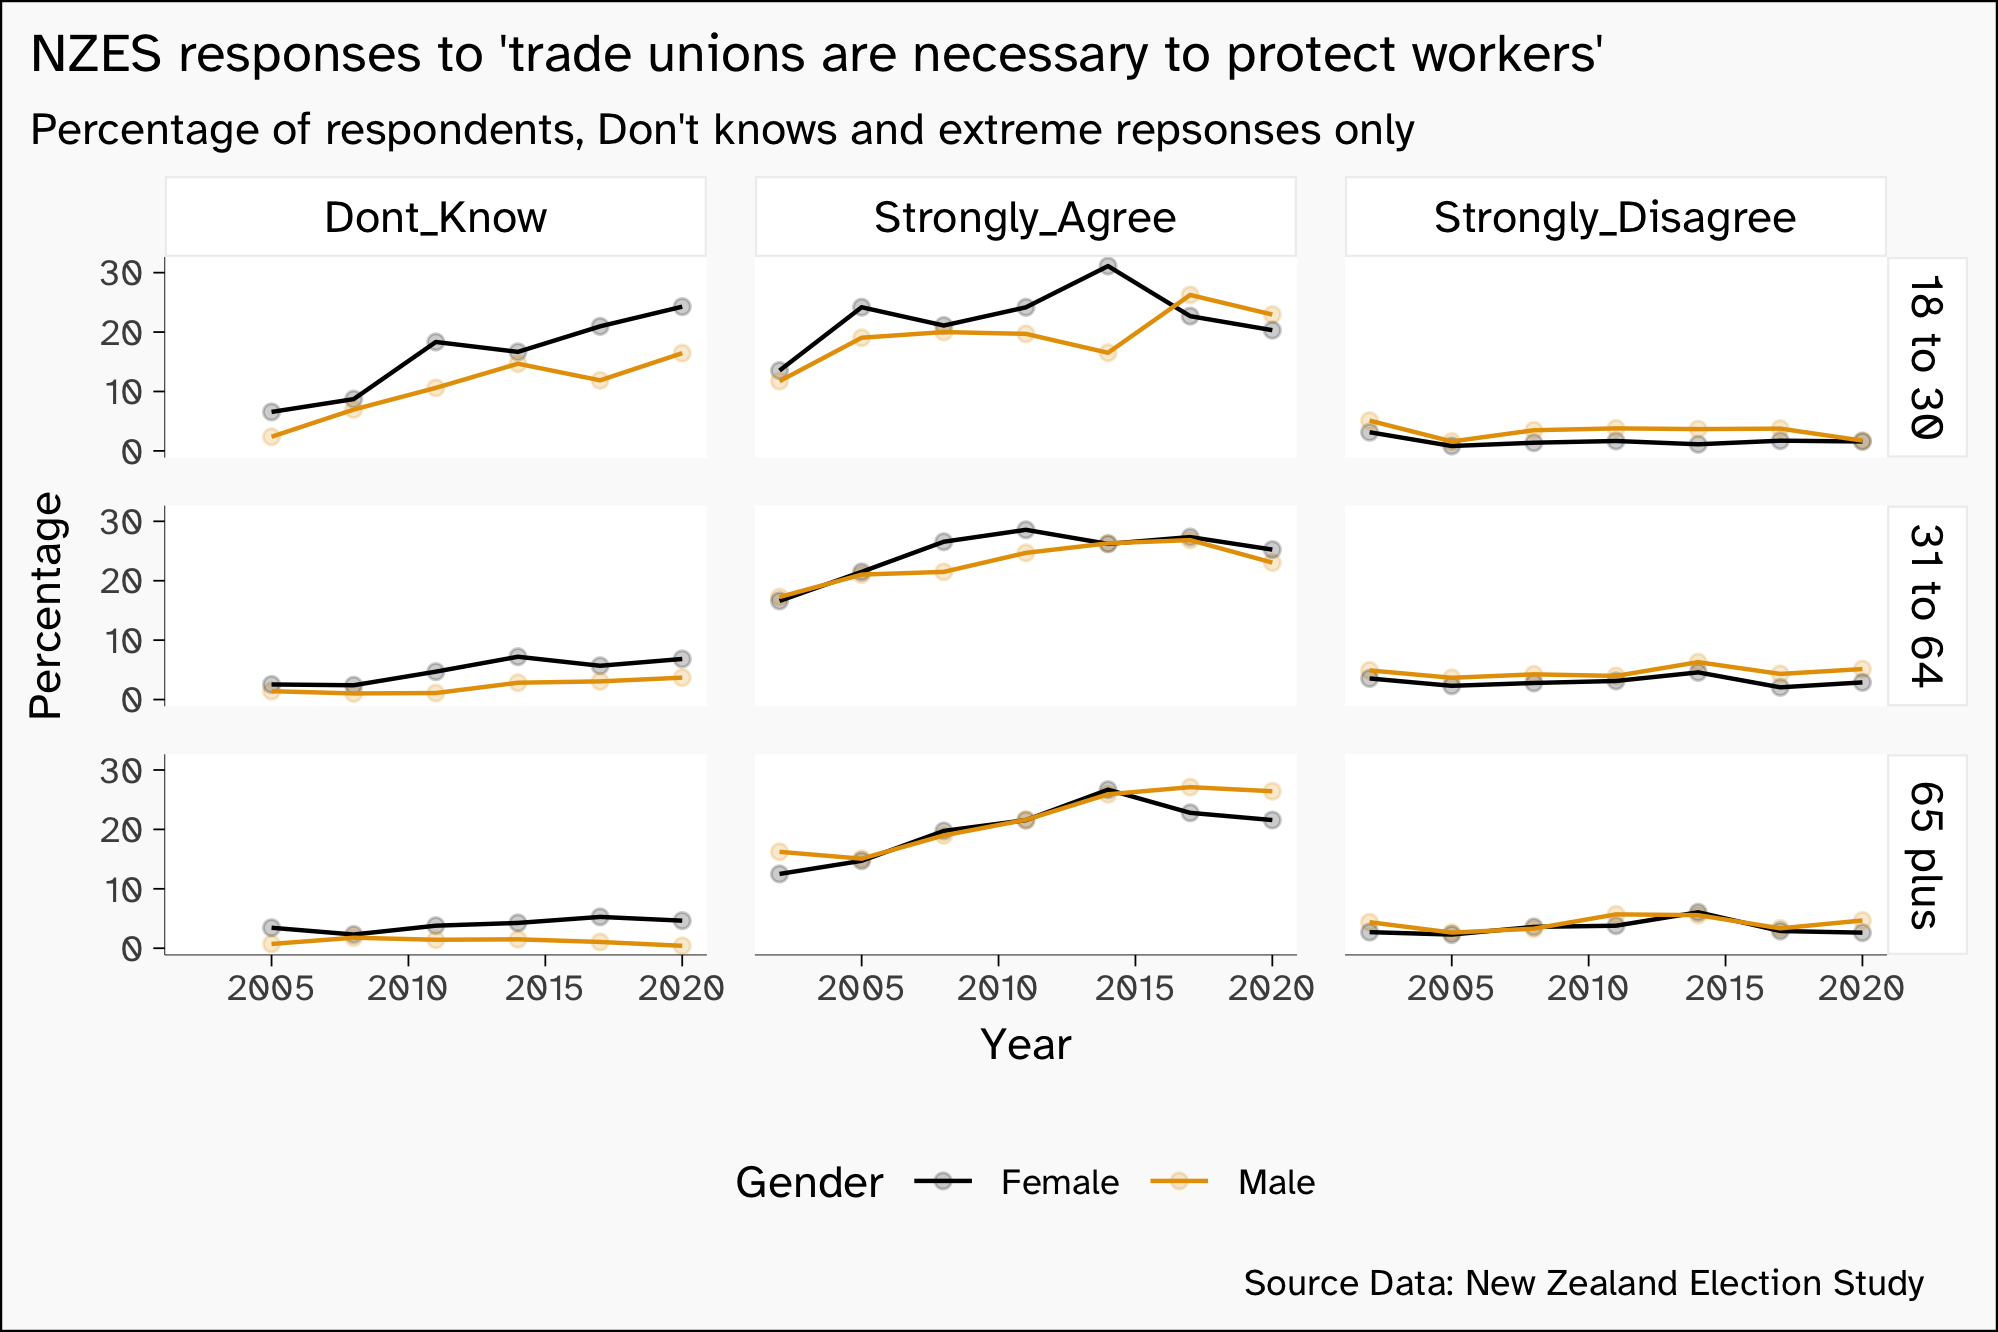 NZES responses to 'trade unions are necessary to protect workers'
Percentage of respondents, Don't knows and extreme repsonses only
Dont_Know
Strongly_Agree
Strongly_Disagree
30
20
10
0
18 to 30
Percentage
30
20
10
0
31 to 64
30
20
10
0
65 plus
2005 2010 2015 2020
2005 2010 2015 2020
2005 2010 2015 2020
Year
Gender Female Male
Source Data: New Zealand Election Study